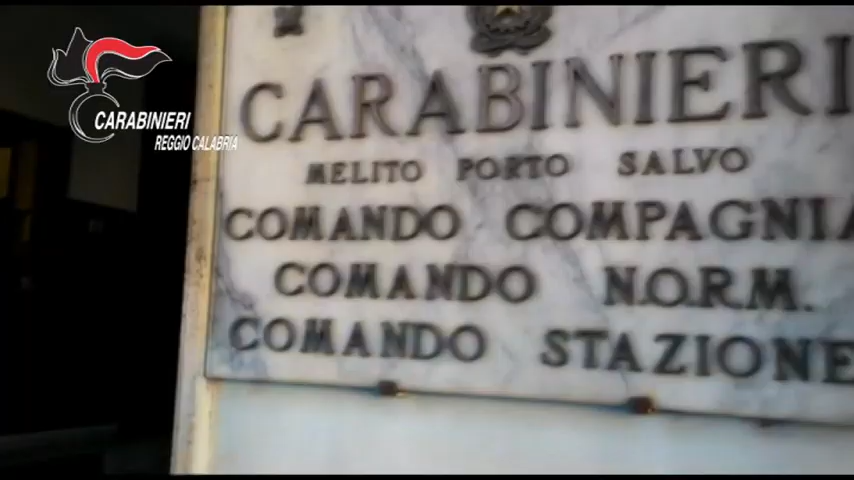 CARABINIERI
REGGIO CALABRIA
CARABINIERI
MELITO PORTO SALVO
COMANDO COMPAGNIA
COMANDO N.O.R.M.
COMANDO STAZIONE